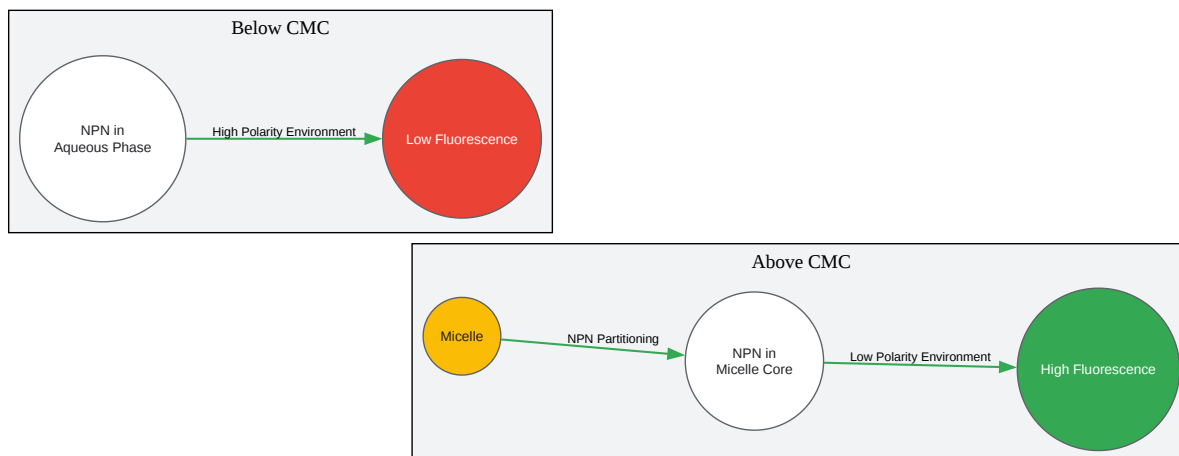 Below CMC
NPN in
Aqueous Phase
High Polarity Environment
Low Fluorescence
Above CMC
Micelle
NPN Partitioning
NPN in
Micelle Core
Low Polarity Environment
High Fluorescence